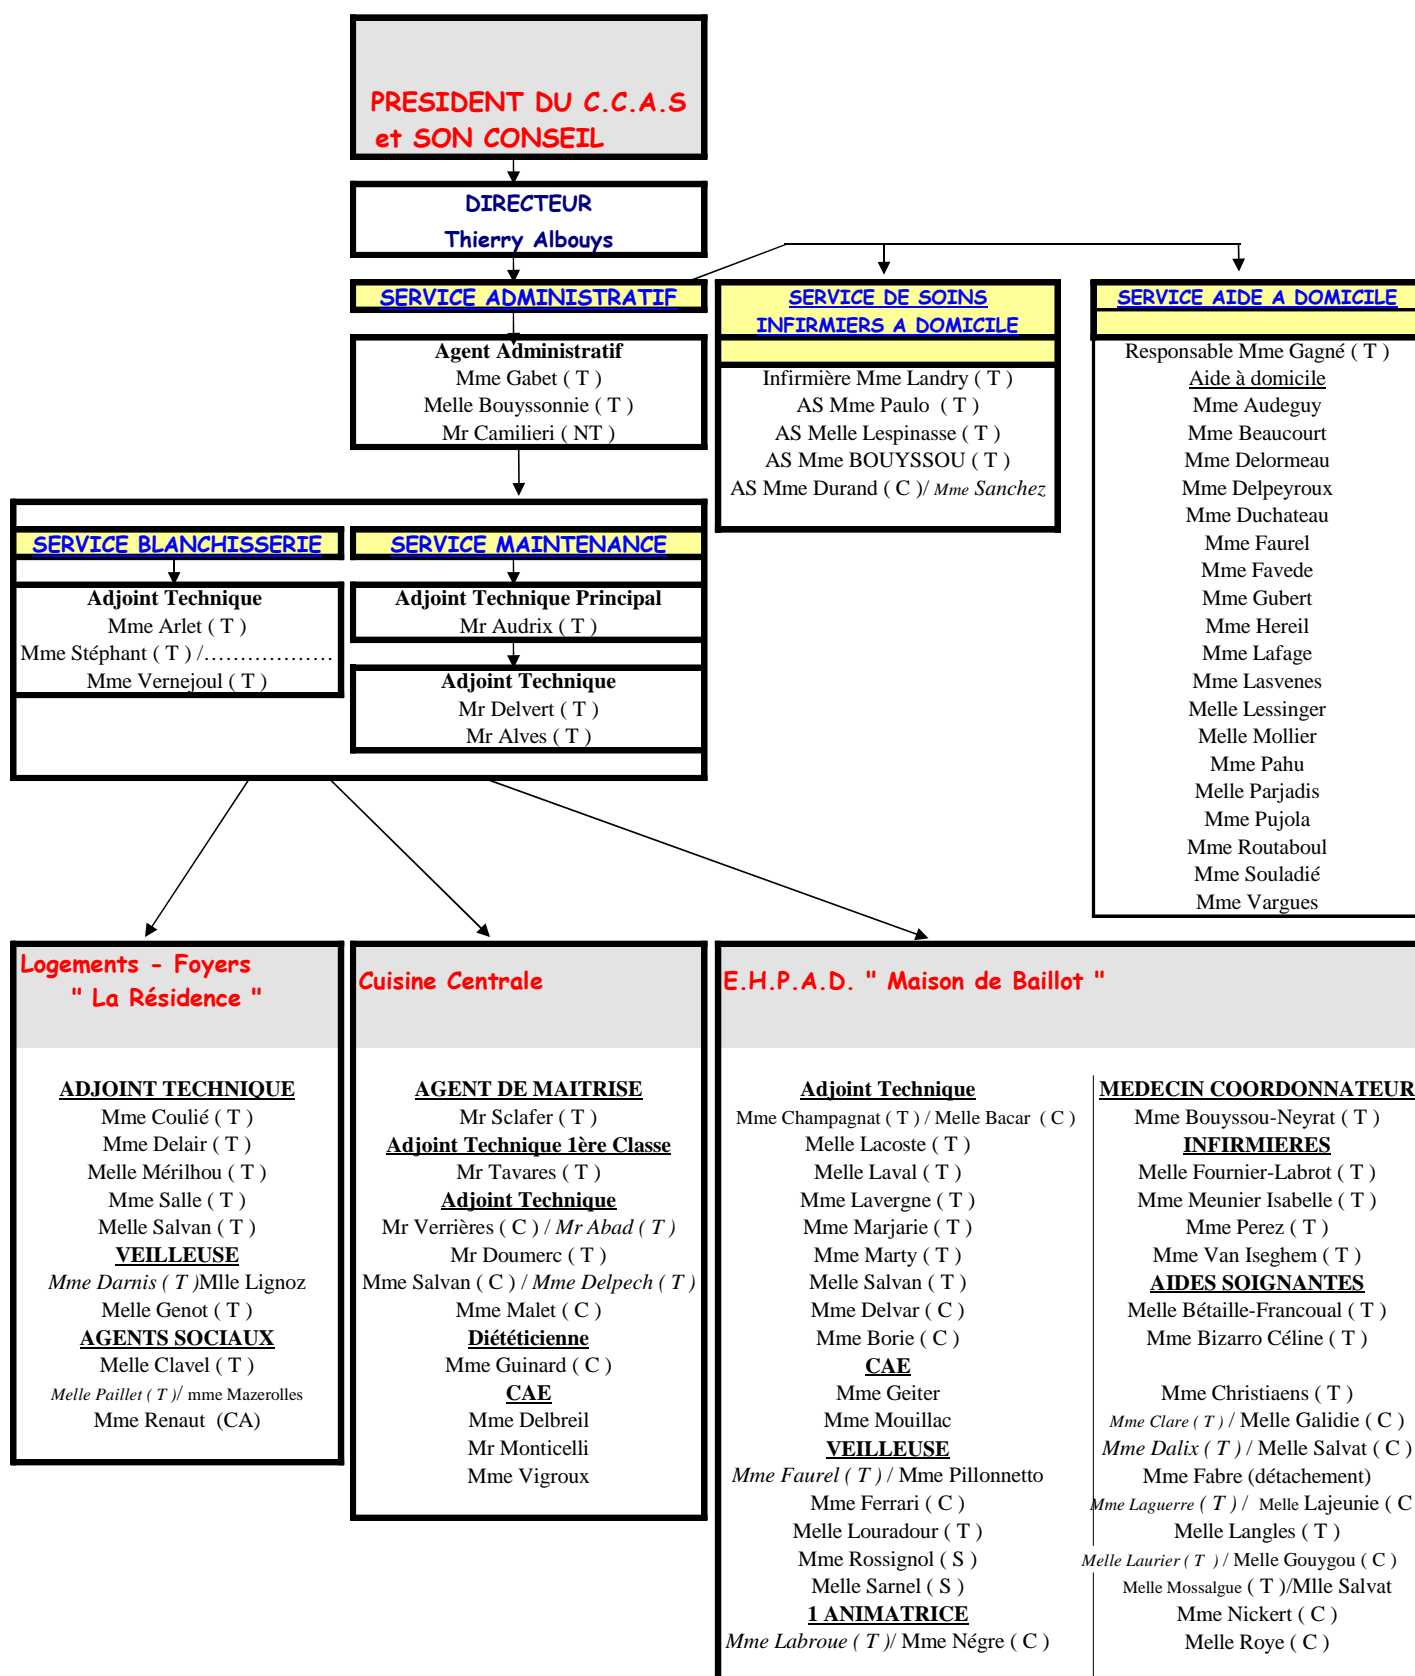 PRESIDENT DU C.C.A.S
et SON CONSEIL
DIRECTEUR
Thierry Albouys
SERVICE ADMINISTRATIF
Agent Administratif
Mme Gabet ( T )
Melle Bouyssonnie ( T )
Mr Camilieri ( NT )
SERVICE DE SOINS
INFIRMIERS A DOMICILE
Infirmière Mme Landry ( T )
AS Mme Paulo ( T )
AS Melle Lespinasse ( T )
AS Mme BOUYSSOU ( T )
AS Mme Durand ( C )/ Mme Sanchez
SERVICE AIDE A DOMICILE
Responsable Mme Gagné ( T )
Aide à domicile
Mme Audeguy
Mme Beaucourt
Mme Delormeau
Mme Delpeyroux
Mme Duchateau
Mme Faurel
Mme Favede
Mme Gubert
Mme Hereil
Mme Lafage
Mme Lasvenes
Melle Lessinger
Melle Mollier
Mme Pahu
Melle Parjadis
Mme Pujola
Mme Routaboul
Mme Souladié
Mme Vargues
SERVICE BLANCHISSERIE
Adjoint Technique
Mme Arlet ( T )
Mme Stéphant ( T ) /………………
Mme Vernejoul ( T )
SERVICE MAINTENANCE
Adjoint Technique Principal
Mr Audrix ( T )
Adjoint Technique
Mr Delvert ( T )
Mr Alves ( T )
Logements - Foyers
" La Résidence "
ADJOINT TECHNIQUE
Mme Coulié ( T )
Mme Delair ( T )
Melle Mérilhou ( T )
Mme Salle ( T )
Melle Salvan ( T )
VEILLEUSE
Mme Darnis ( T )Mlle Lignoz
Melle Genot ( T )
AGENTS SOCIAUX
Melle Clavel ( T )
Melle Paillet ( T )/ mme Mazerolles
Mme Renaut (CA)
Cuisine Centrale
AGENT DE MAITRISE
Mr Sclafer ( T )
Adjoint Technique 1ère Classe
Mr Tavares ( T )
Adjoint Technique
Mr Verrières ( C ) / Mr Abad ( T )
Mr Doumerc ( T )
Mme Salvan ( C ) / Mme Delpech ( T )
Mme Malet ( C )
Diététicienne
Mme Guinard ( C )
CAE
Mme Delbreil
Mr Monticelli
Mme Vigroux
E.H.P.A.D. " Maison de Baillot "
Adjoint Technique
Mme Champagnat ( T ) / Melle Bacar ( C )
Melle Lacoste ( T )
Melle Laval ( T )
Mme Lavergne ( T )
Mme Marjarie ( T )
Mme Marty ( T )
Melle Salvan ( T )
Mme Delvar ( C )
Mme Borie ( C )
CAE
Mme Geiter
Mme Mouillac
VEILLEUSE
Mme Faurel ( T ) / Mme Pillonnetto
Mme Ferrari ( C )
Melle Louradour ( T )
Mme Rossignol ( S )
Melle Sarnel ( S )
1 ANIMATRICE
Mme Labroue ( T )/ Mme Négre ( C )
MEDECIN COORDONNATEUR
Mme Bouyssou-Neyrat ( T )
INFIRMIERES
Melle Fournier-Labrot ( T )
Mme Meunier Isabelle ( T )
Mme Perez ( T )
Mme Van Iseghem ( T )
AIDES SOIGNANTES
Melle Bétaille-Francoual ( T )
Mme Bizarro Céline ( T )
Mme Christiaens ( T )
Mme Clare ( T ) / Melle Galidie ( C )
Mme Dalix ( T ) / Melle Salvat ( C )
Mme Fabre (détachement)
Mme Laguerre ( T ) / Melle Lajeunie ( C
Melle Langles ( T )
Melle Laurier ( T ) / Melle Gouygou ( C )
Melle Mossalgue ( T )/Mlle Salvat
Mme Nickert ( C )
Melle Roye ( C )